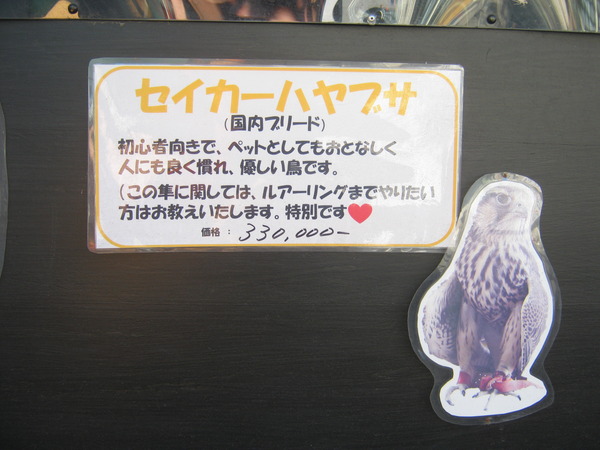 セイカーハヤブサ
(国内ブリード)
初心者向きで、ペットとしてもおとなしく
人にも良く慣れ、優しい鳥です。
(この隼に関しては、ルアーリングまでやりたい
方はお教えいたします。特別です♥
価格 : 330,000-